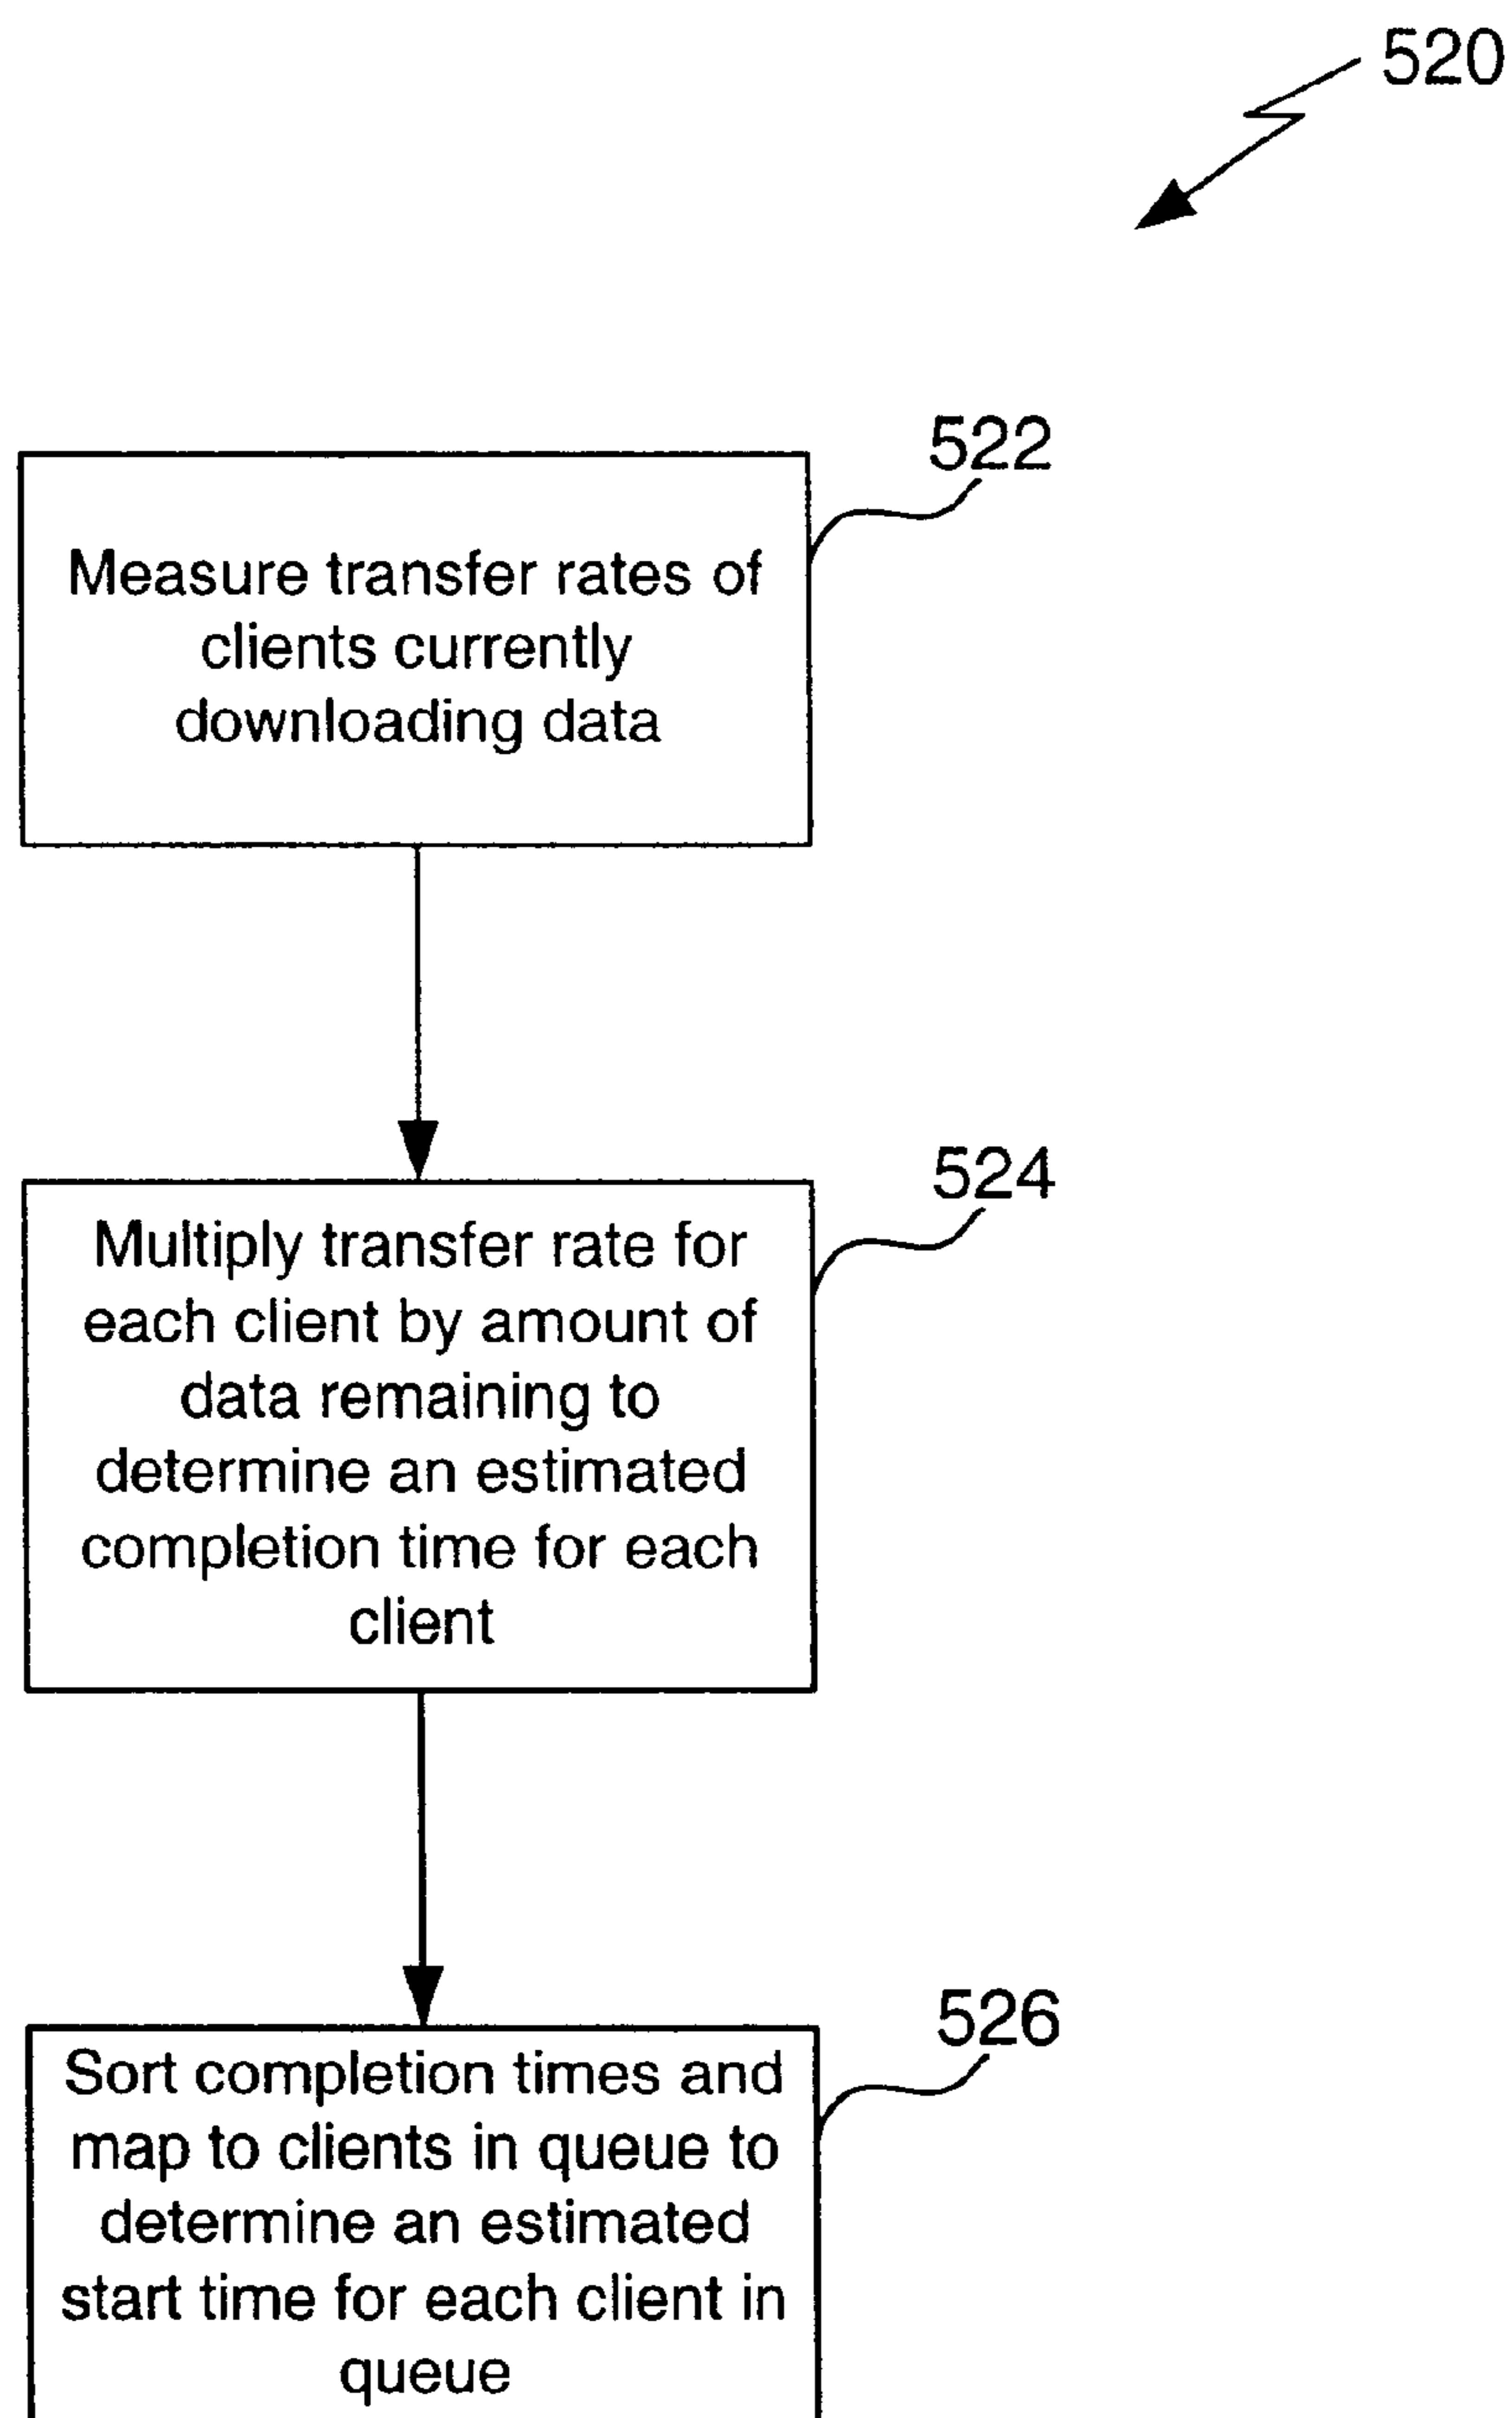 520
522
Measure transfer rates of
clients currently
downloading data
524
Multiply transfer rate for
each client by amount of
data remaining to
determine an estimated
completion time for each
client
526
Sort completion times and
map to clients in queue to
determine an estimated
start time for each client in
queue